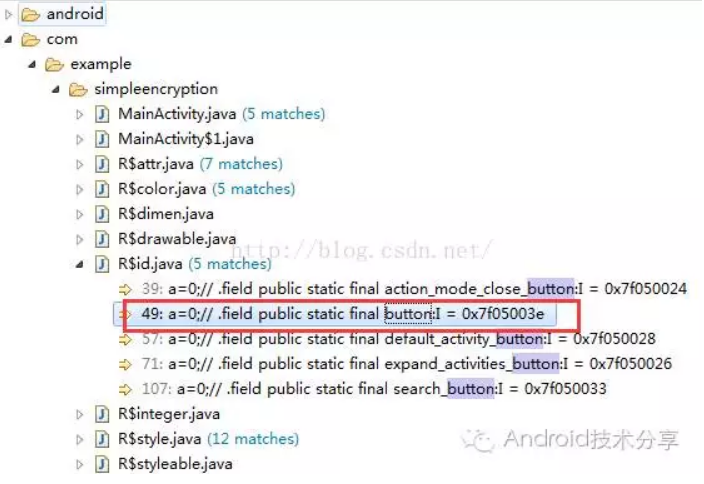 android
com
example
simpleencryption
MainActivity.java (5 matches)
MainActivity$1.java
R$attr.java (7 matches)
R$color.java (5 matches)
R$dimen.java
R$drawable.java
http://blog.csdn.net/
R$id.java (5 matches)
39: a=0;// .field public static final action_mode_close_button:I = 0x7f050024
49: a=0;// .field public static final button:I = 0x7f05003e
57: a=0;// .field public static final default_activity_button:I = 0x7f050028
71: a=0;// .field public static final expand_activities_button:I = 0x7f050026
107: a=0;// .field public static final search_button:I = 0x7f050033
R$integer.java
R$style.java (12 matches)
Android技术分享
R$styleable.java